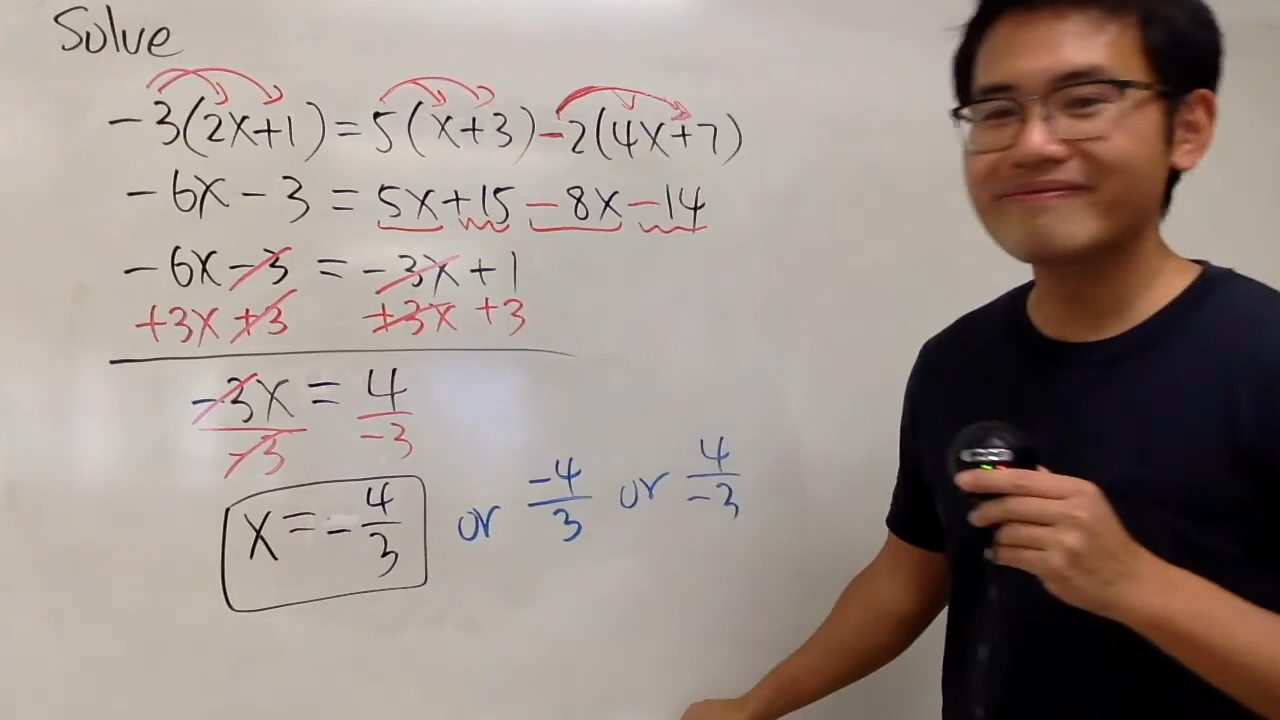 Solve
-3(2x+1)=5(x+3)-2(4x+7)
-6x-3=5x+15-8x-14
-6x-3=-3x+1
+3x+3 +3x+3
-3x=4
-3 -3
x=-4/3 or -4/3 or 4/-3